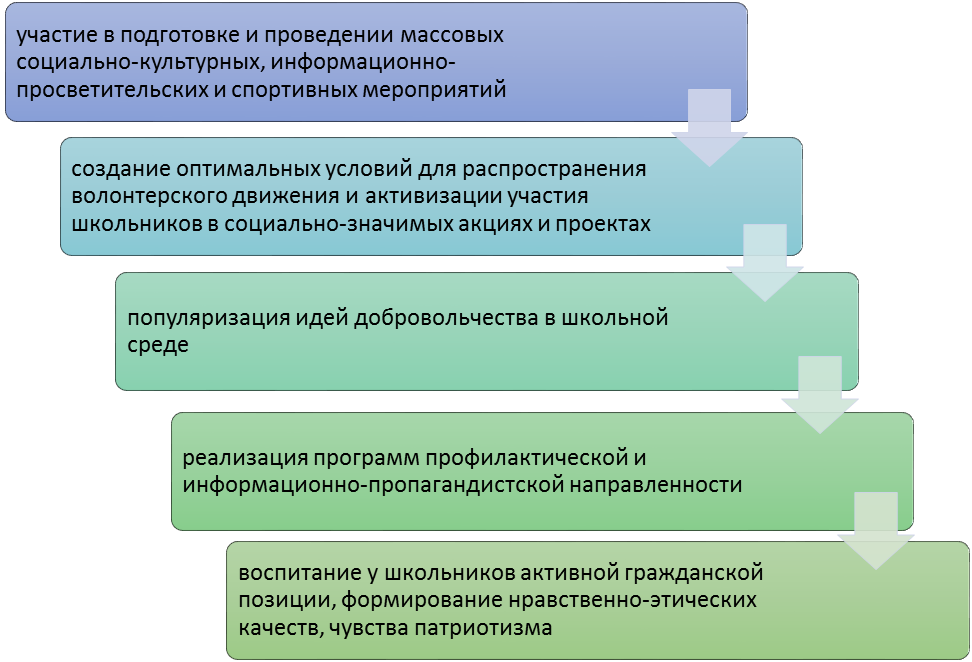 участие в подготовке и проведении массовых
социально-культурных, информационно-
просветительских и спортивных мероприятий
создание оптимальных условий для распространения
волонтерского движения и активизации участия
школьников в социально-значимых акциях и проектах
популяризация идей добровольчества в школьной
среде
реализация программ профилактической и
информационно-пропагандистской направленности
воспитание у школьников активной гражданской
позиции, формирование нравственно-этических
качеств, чувства патриотизма